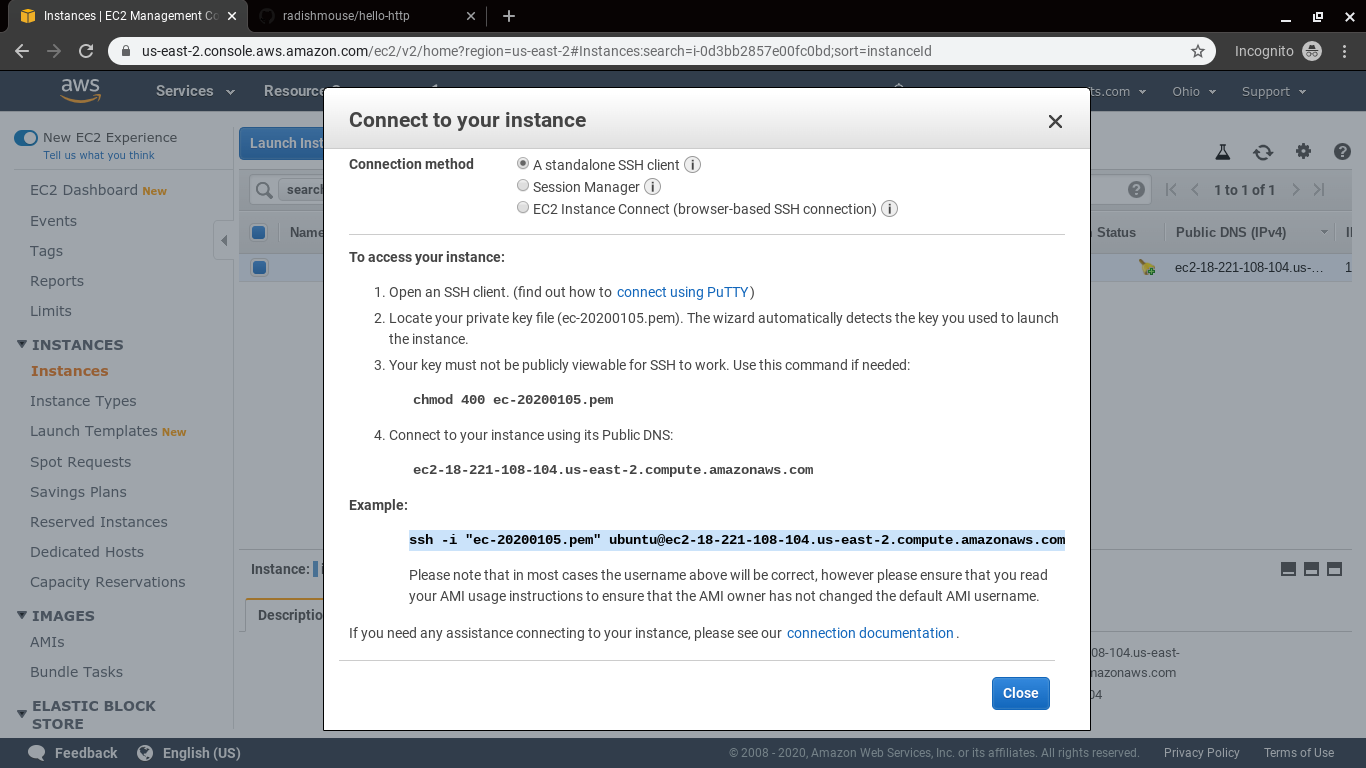 Instances | EC2 Management Co
radishmouse/hello-http
us-east-2.console.aws.amazon.com/ec2/v2/home?region=us-east-2#Instances:search=i-0d3bb2857e00fc0bd;sort=instanceId
Incognito
aws
Services
Resource
ts.com
Ohio
Support
New EC2 Experience
Tell us what you think
EC2 Dashboard New
Events
Tags
Reports
Limits
INSTANCES
Instances
Instance Types
Launch Templates New
Spot Requests
Savings Plans
Reserved Instances
Dedicated Hosts
Capacity Reservations
IMAGES
AMIs
Bundle Tasks
ELASTIC BLOCK
STORE
Launch Inst
search
1 to 1 of 1
Name
Status
Public DNS (IPv4)
ec2-18-221-108-104.us-...
1
Instance:
Descriptio
08-104.us-east-
nazonaws.com
04
Connect to your instance
Connection method
A standalone SSH client
Session Manager
EC2 Instance Connect (browser-based SSH connection)
To access your instance:
1. Open an SSH client. (find out how to connect using PuTTY)
2. Locate your private key file (ec-20200105.pem). The wizard automatically detects the key you used to launch
the instance.
3. Your key must not be publicly viewable for SSH to work. Use this command if needed:
chmod 400 ec-20200105.pem
4. Connect to your instance using its Public DNS:
ec2-18-221-108-104.us-east-2.compute.amazonaws.com
Example:
ssh -i "ec-20200105.pem" ubuntu@ec2-18-221-108-104.us-east-2.compute.amazonaws.com
Please note that in most cases the username above will be correct, however please ensure that you read
your AMI usage instructions to ensure that the AMI owner has not changed the default AMI username.
If you need any assistance connecting to your instance, please see our connection documentation.
Close
Feedback
English (US)
© 2008 - 2020, Amazon Web Services, Inc. or its affiliates. All rights reserved.
Privacy Policy
Terms of Use